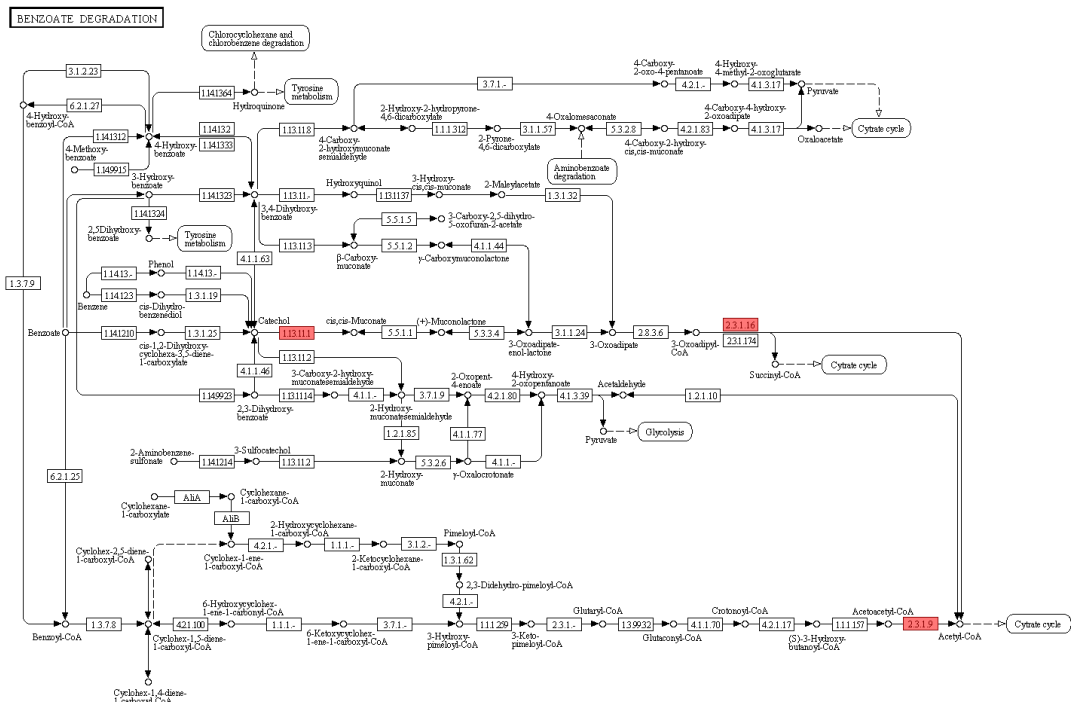 BENZOATE DEGRADATION
Chlorocyclohexane and
chlorobenzene degradation
3.1.2.23
1.14.13.64
Hydroquinone
Tyrosine
metabolism
6.2.1.27
4-Hydroxy-
benzoyl-CoA
1.14.13.12
4-Methoxy-
benzoate
1.14.99.15
4-Hydroxy-
benzoate
1.14.13.2
1.14.13.33
1.13.11.8
4-Carboxy-
2-hydroxymuconate
semialdehyde
3.7.1.-
4-Carboxy-
2-oxo-4-pentanoate
4.2.1.-
4-Hydroxy-
4-methyl-2-oxoglutarate
4.1.3.17
Pyruvate
2-Hydroxy-2-hydropyrone-
4,6-dicarboxylate
1.1.1.312
2-Pyrone-
4,6-dicarboxylate
3.1.1.57
4-Oxalomesaconate
5.3.2.8
4-Carboxy-2-hydroxy-
cis,cis-muconate
4.2.1.83
4-Carboxy-4-hydroxy-
2-oxoadipate
4.1.3.17
Oxaloacetate
Cytrate cycle
Aminobenzoate
degradation
3-Hydroxy-
benzoate
1.14.13.23
1.14.13.24
2,5Dihydroxy-
benzoate
Tyrosine
metabolism
3,4-Dihydroxy-
benzoate
1.13.11.-
Hydroxyquinol
1.13.11.37
3-Hydroxy-
cis,cis-muconate
2-Maleylacetate
1.3.1.32
1.13.11.3
β-Carboxy-
muconate
5.5.1.5
3-Carboxy-2,5-dihydro-
5-oxofuran-2-acetate
5.5.1.2
γ-Carboxymuconolactone
4.1.1.44
4.1.1.63
1.3.7.9
Phenol
1.14.13.-
1.14.13.-
Benzene
1.14.12.3
cis-Dihydro-
benzenediol
1.3.1.19
Benzoate
1.14.12.10
cis-1,2-Dihydroxy-
cyclohexa-3,5-diene-
1-carboxylate
1.3.1.25
Catechol
1.13.11.1
cis,cis-Muconate
5.5.1.1
(+)-Muconolactone
5.3.3.4
3-Oxoadipate-
enol-lactone
3.1.1.24
3-Oxoadipate
2.8.3.6
3-Oxoadipyl-
CoA
2.3.1.16
2.3.1.174
Succinyl-CoA
Cytrate cycle
1.13.11.2
4.1.1.46
1.14.99.23
2,3-Dihydroxy-
benzoate
1.13.11.14
3-Carboxy-2-hydroxy-
muconatesemialdehyde
4.1.1.-
2-Hydroxy-
muconatesemialdehyde
3.7.1.9
2-Oxopent-
4-enoate
4.2.1.80
4-Hydroxy-
2-oxopentanoate
4.1.3.39
Acetaldehyde
1.2.1.10
Pyruvate
Glycolysis
1.2.1.85
4.1.1.77
2-Aminobenzene-
sulfonate
1.14.12.14
3-Sulfocatechol
1.13.11.2
2-Hydroxy-
muconate
5.3.2.6
γ-Oxalocrotonate
4.1.1.-
6.2.1.25
Cyclohexane-
1-carboxylate
AliA
Cyclohexane-
1-carboxyl-CoA
AliB
Cyclohex-2,5-diene-
1-carboxyl-CoA
Cyclohex-1-ene-
1-carboxyl-CoA
4.2.1.-
2-Hydroxycyclohexane-
1-carboxyl-CoA
1.1.1.-
2-Ketocyclohexane-
1-carboxyl-CoA
3.1.2.-
Pimeloyl-CoA
1.3.1.62
2,3-Didehydro-pimeloyl-CoA
4.2.1.-
Benzoyl-CoA
1.3.7.8
Cyclohex-1,5-diene-
1-carboxyl-CoA
4.2.1.100
6-Hydroxycyclohex-
1-ene-1-carbonyl-CoA
1.1.1.-
6-Ketoxycyclohex-
1-ene-1-carboxyl-CoA
3.7.1.-
3-Hydroxy-
pimeloyl-CoA
1.1.1.259
3-Keto-
pimeloyl-CoA
2.3.1.-
Glutaryl-CoA
1.3.99.32
Glutaconyl-CoA
4.1.1.70
Crotonoyl-CoA
4.2.1.17
(S)-3-Hydroxy-
butanoyl-CoA
1.1.1.157
Acetoacetyl-CoA
2.3.1.9
Acetyl-CoA
Cytrate cycle
Cyclohex-1,4-diene-
1-carboxyl-CoA